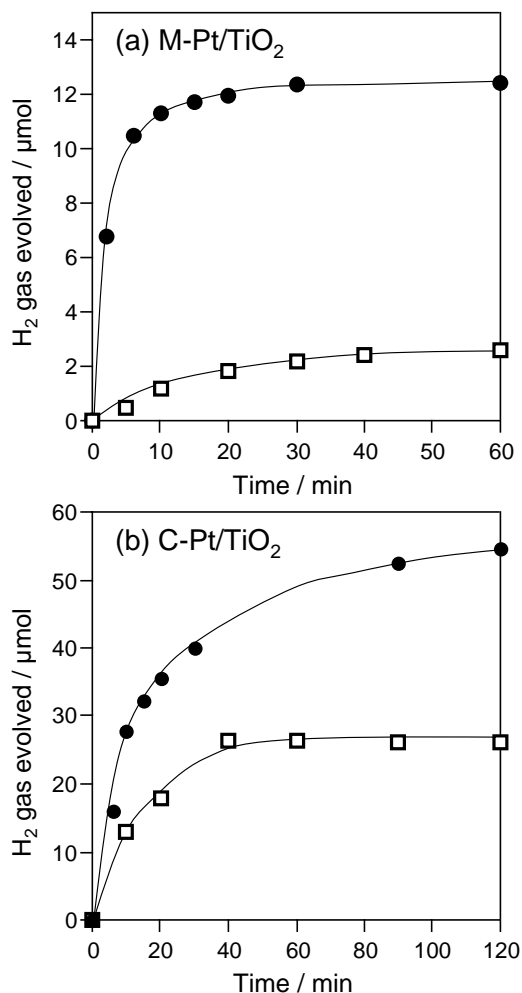 (a) M-Pt/TiO₂
H₂ gas evolved / μmol
14
12
10
8
6
4
2
0
0 10 20 30 40 50 60
Time / min
(b) C-Pt/TiO₂
H₂ gas evolved / μmol
60
50
40
30
20
10
0
0 20 40 60 80 100 120
Time / min